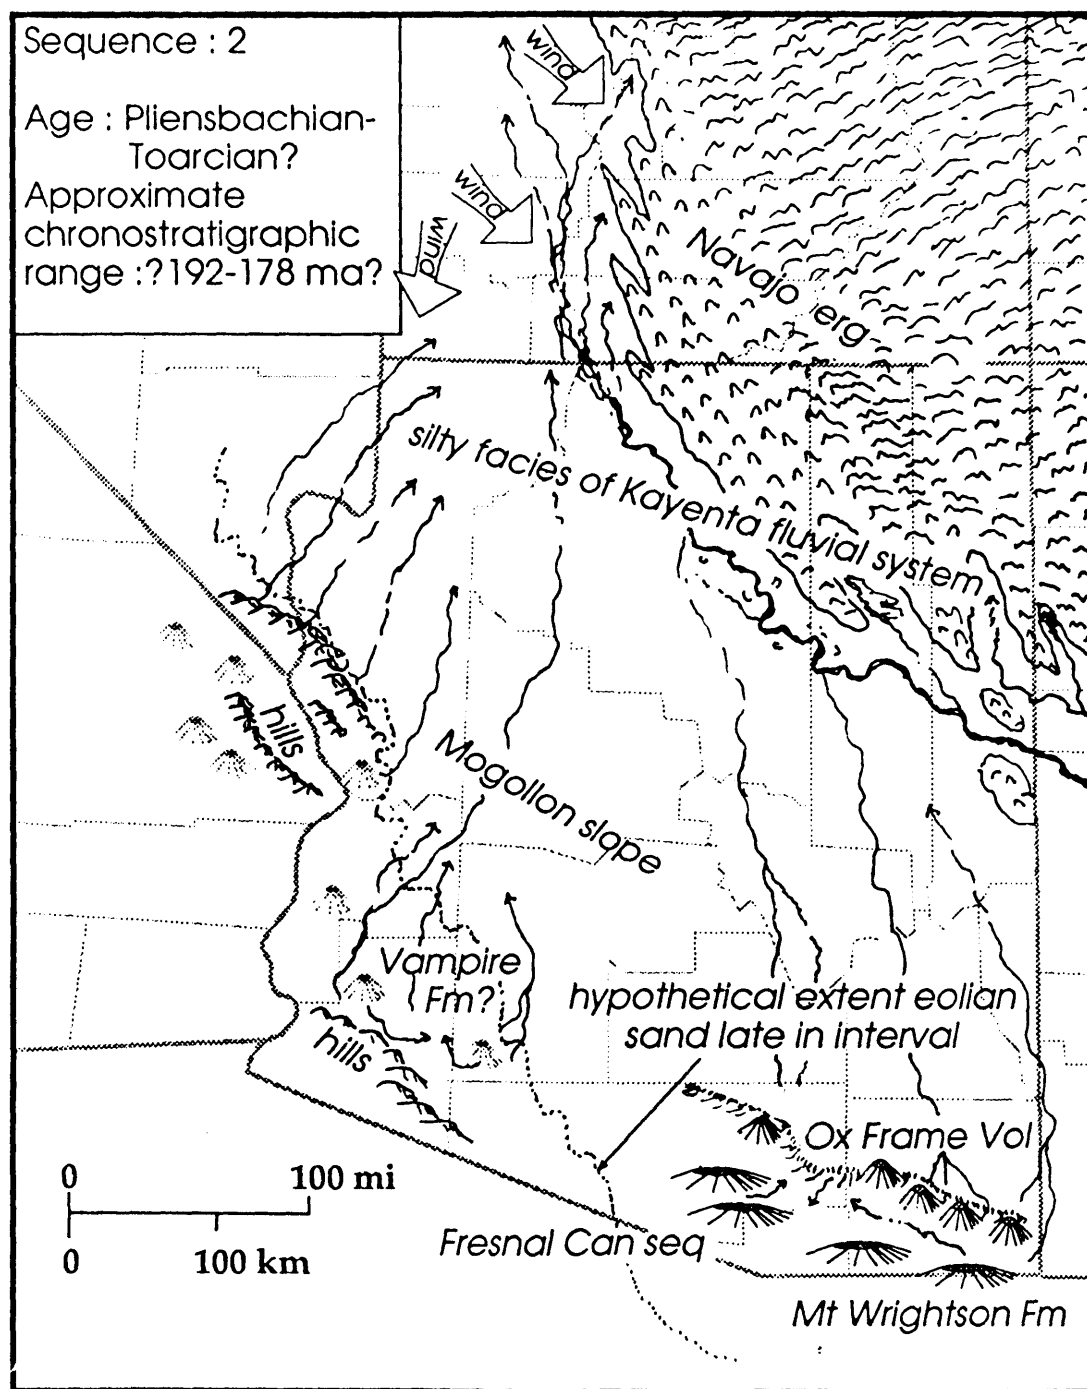 Sequence : 2
Age : Pliensbachian-
Toarcian?
Approximate
chronostratigraphic
range :?192-178 ma?
wind
wind
wind
Navajo erg
silty facies of Kayenta fluvial system
hills
Mogollon slope
Vampire
Fm?
hypothetical extent eolian
sand late in interval
hills
Ox Frame Vol
0 100 mi
0 100 km
Fresnal Can seq
Mt Wrightson Fm